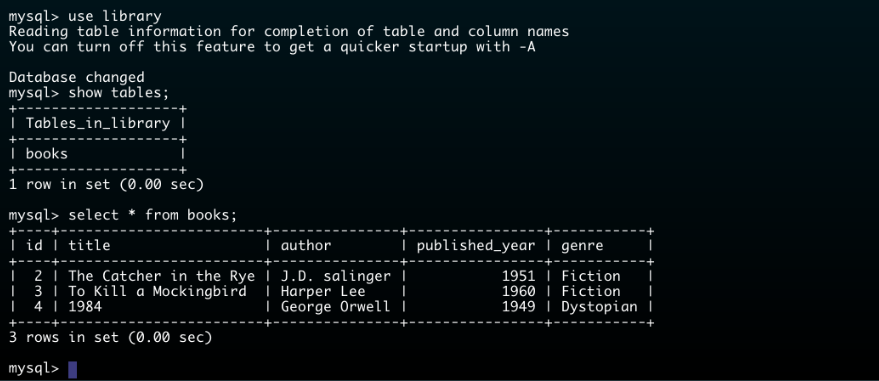 mysql> use library
Reading table information for completion of table and column names
You can turn off this feature to get a quicker startup with -A

Database changed
mysql> show tables;
+-------------------+
| Tables_in_library |
+-------------------+
| books             |
+-------------------+
1 row in set (0.00 sec)

mysql> select * from books;
+----+------------------------+---------------+----------------+-----------+
| id | title                  | author        | published_year | genre     |
+----+------------------------+---------------+----------------+-----------+
|  2 | The Catcher in the Rye | J.D. salinger |           1951 | Fiction   |
|  3 | To Kill a Mockingbird  | Harper Lee    |           1960 | Fiction   |
|  4 | 1984                   | George Orwell |           1949 | Dystopian |
+----+------------------------+---------------+----------------+-----------+
3 rows in set (0.00 sec)

mysql>